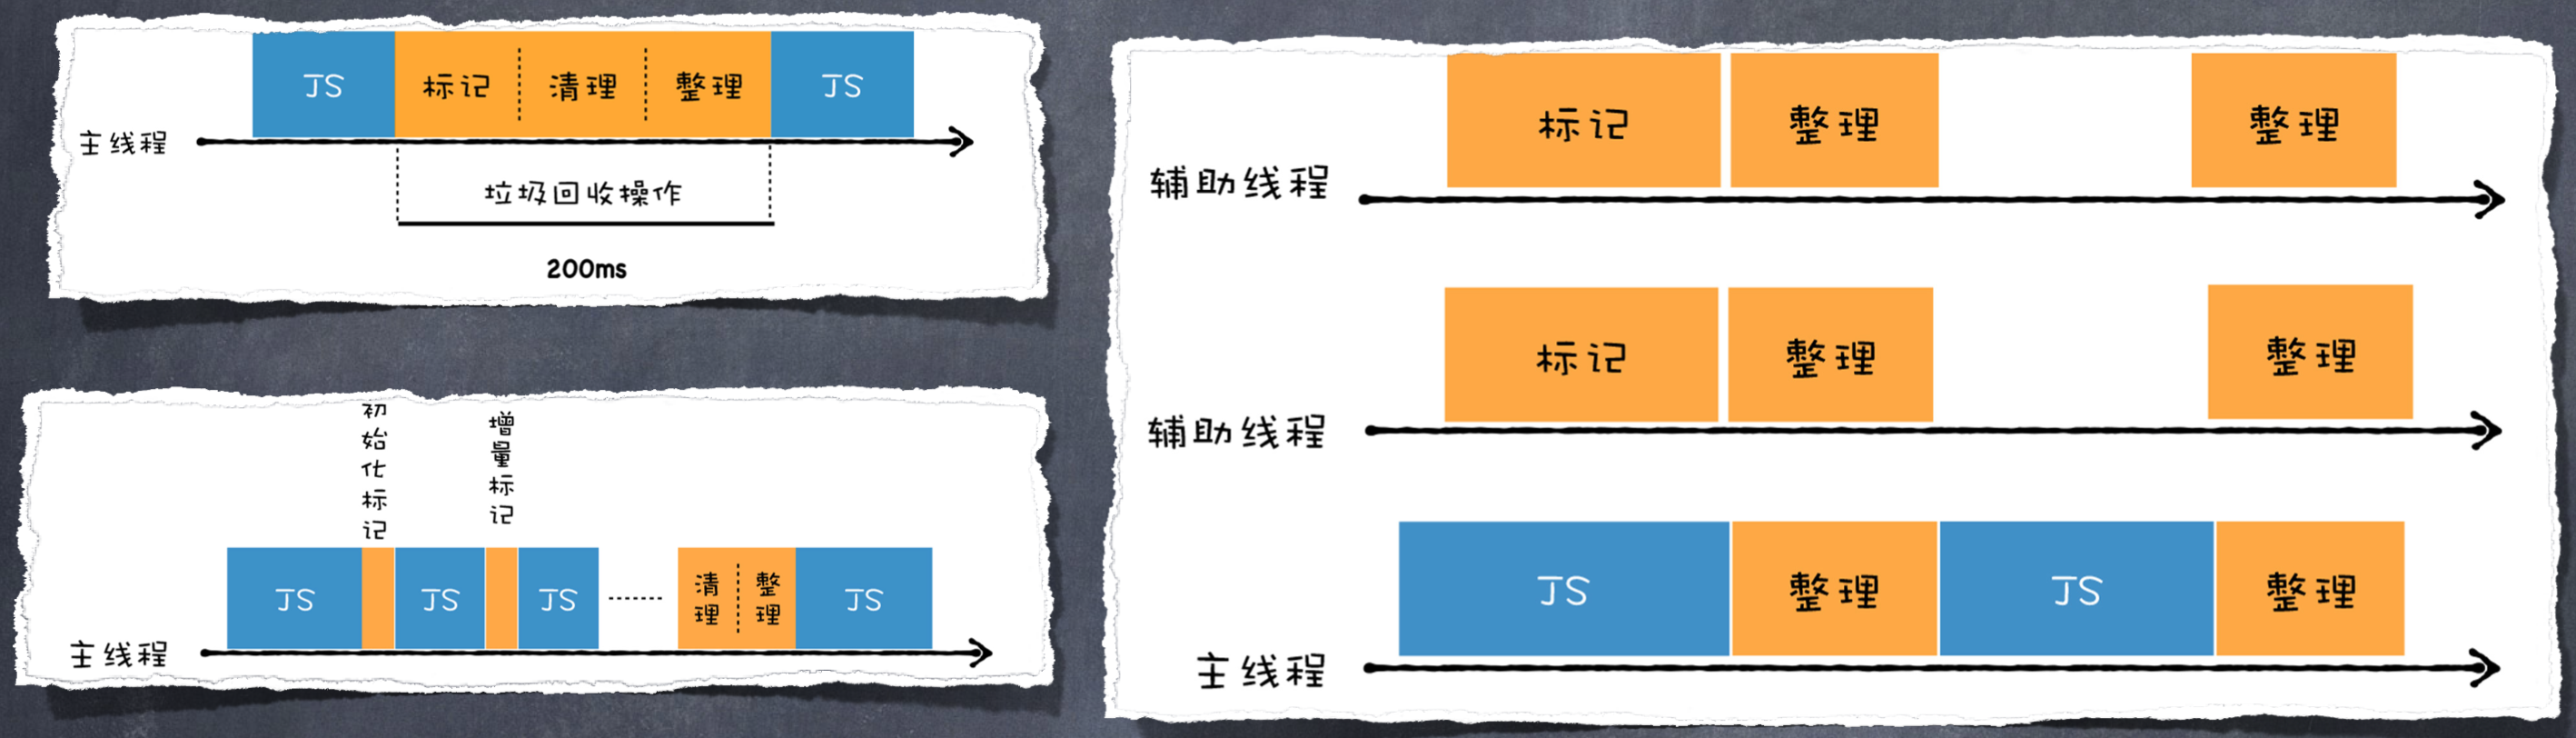 JS 标记 清理 整理 JS
主线程
垃圾回收操作
200ms
初始化标记
增量标记
JS JS JS 清理 整理 JS
主线程
标记 整理 整理
辅助线程
标记 整理 整理
辅助线程
JS 整理 JS 整理
主线程